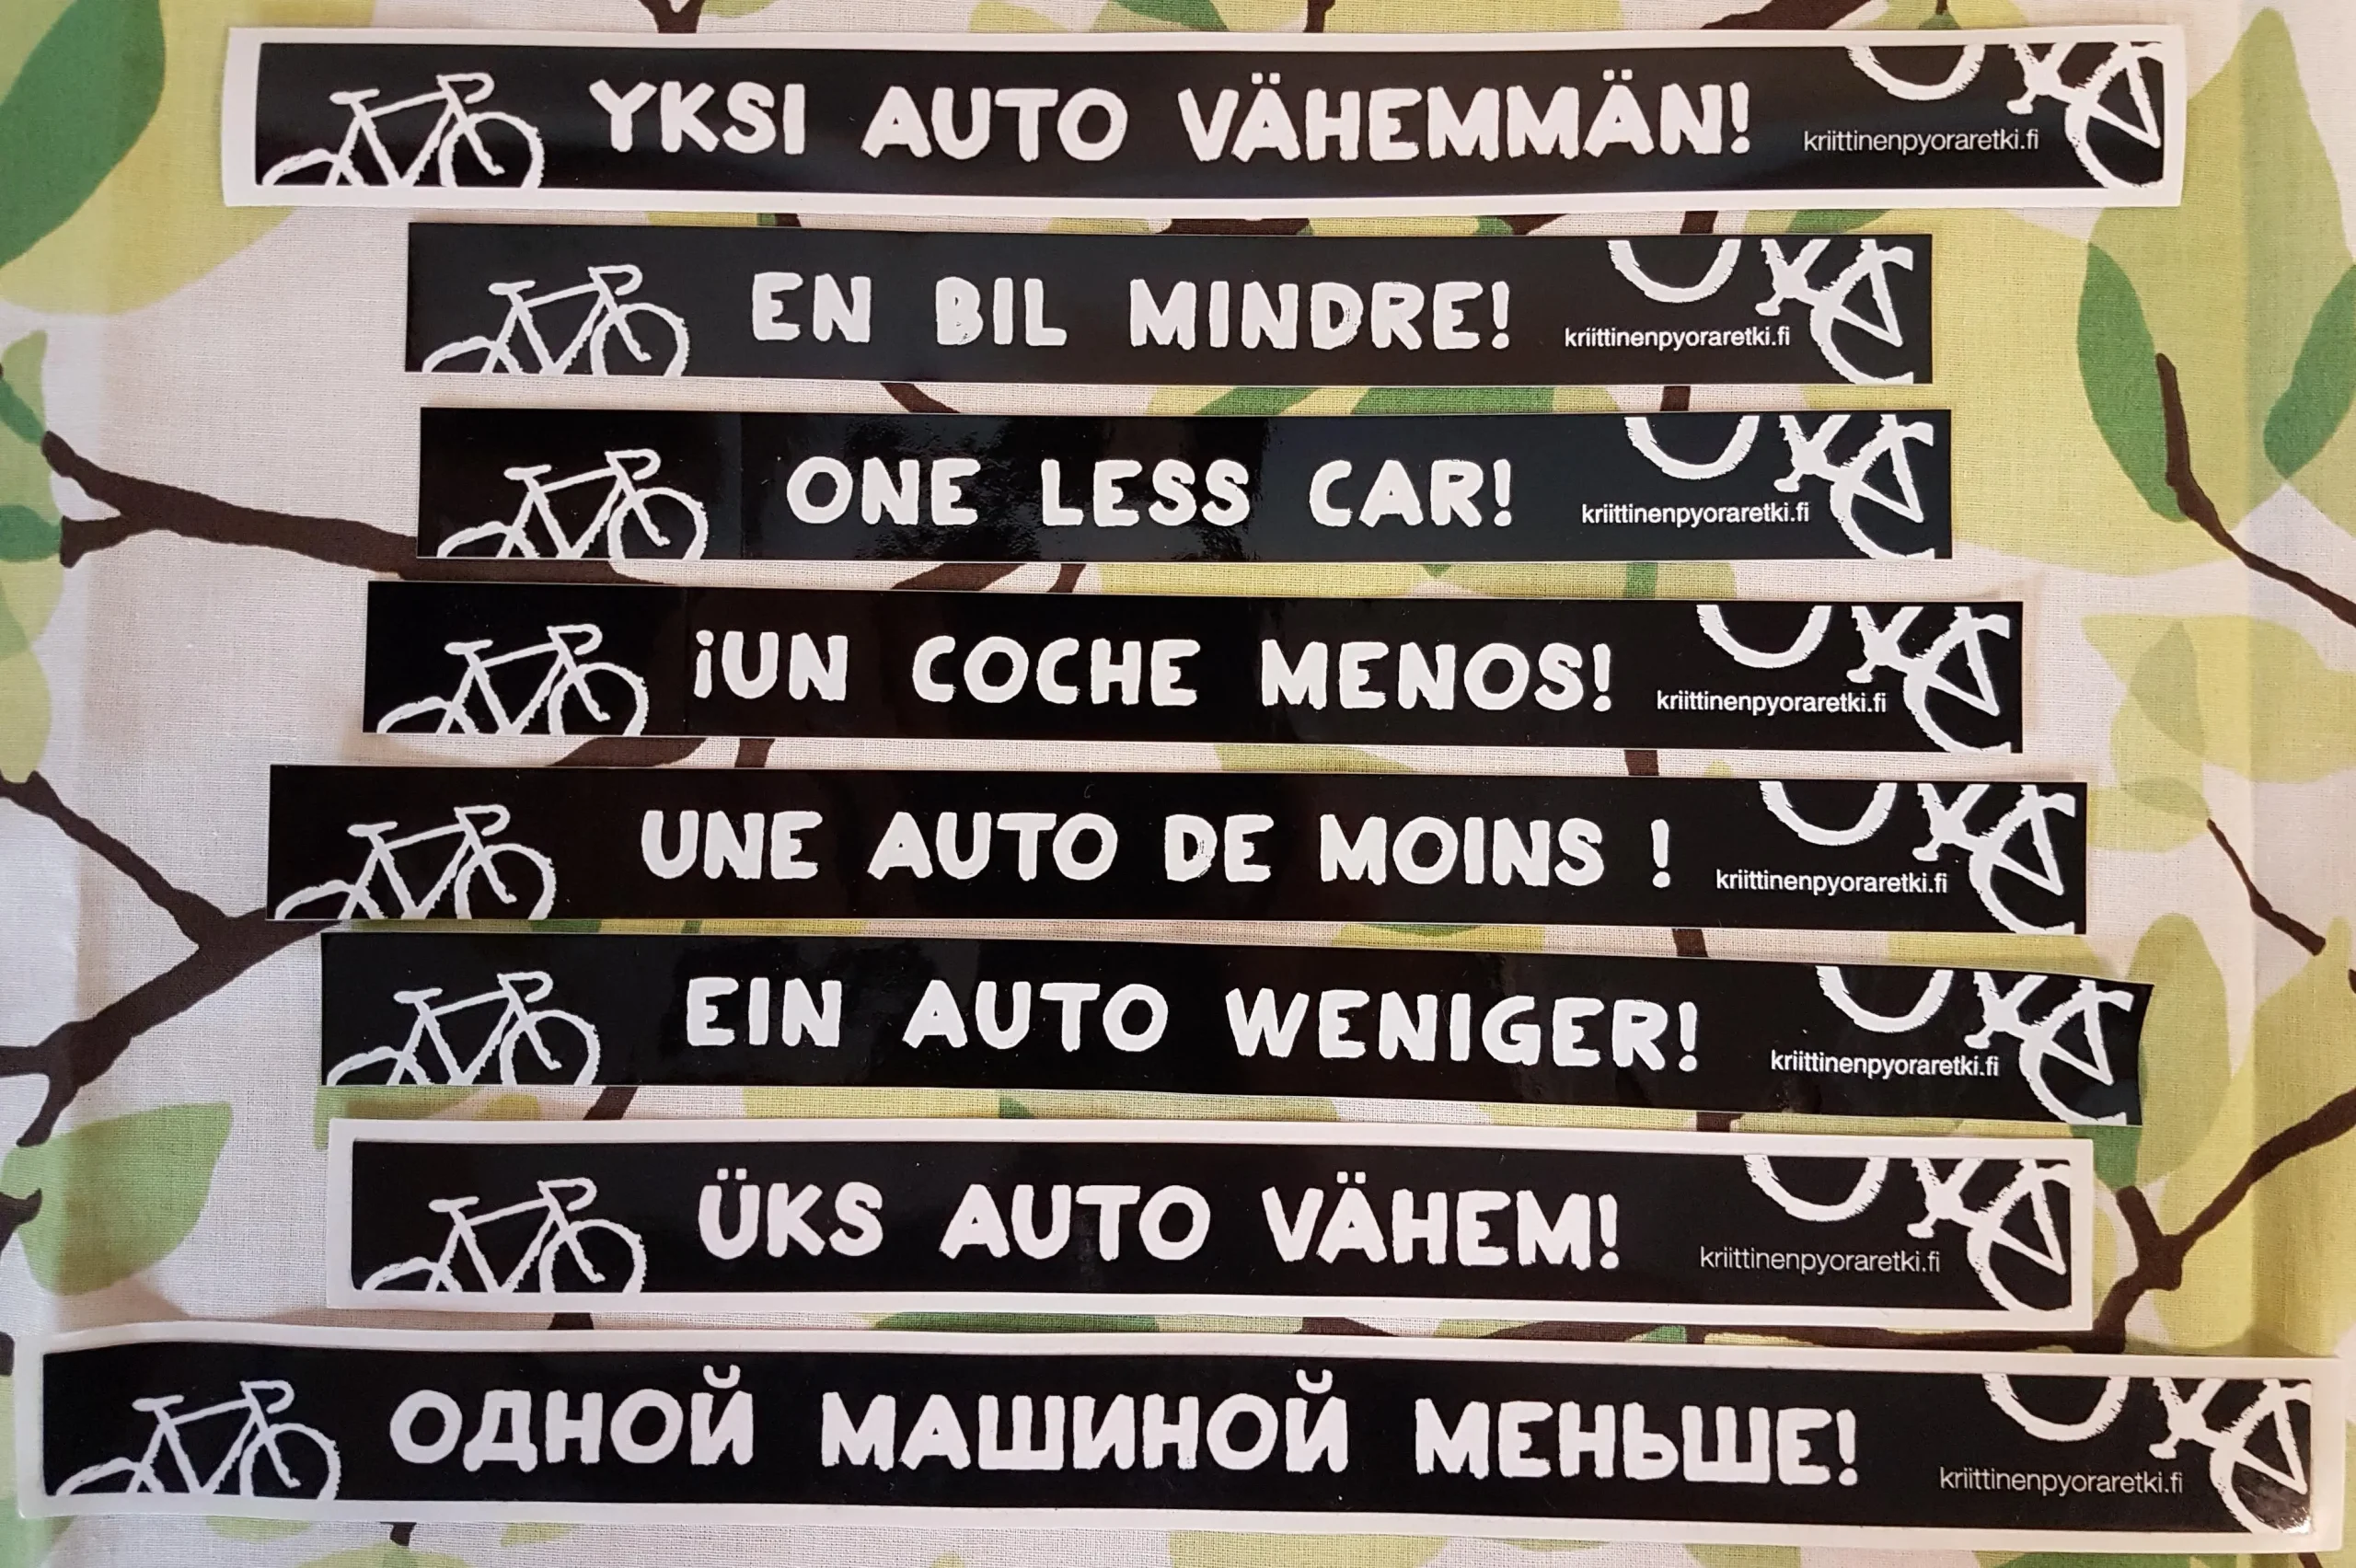 YKSI AUTO VÄHEMMÄN! kriittinenpyoraretki.fi
EN BIL MINDRE! kriittinenpyoraretki.fi
ONE LESS CAR! kriittinenpyoraretki.fi
¡UN COCHE MENOS! kriittinenpyoraretki.fi
UNE AUTO DE MOINS ! kriittinenpyoraretki.fi
EIN AUTO WENIGER! kriittinenpyoraretki.fi
ÜKS AUTO VÄHEM! kriittinenpyoraretki.fi
ОДНОЙ МАШИНОЙ МЕНЬШЕ! kriittinenpyoraretki.fi